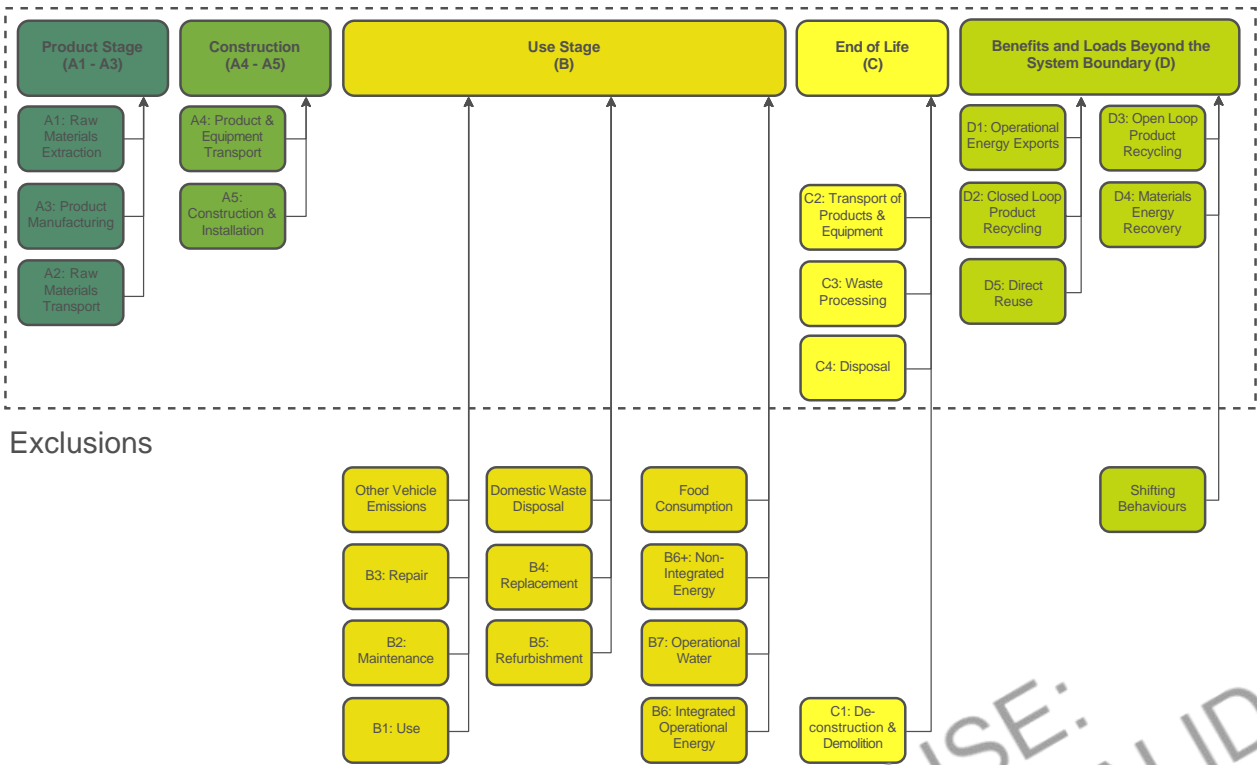 Product Stage
(A1 - A3)
Construction
(A4 - A5)
Use Stage
(B)
End of Life
(C)
Benefits and Loads Beyond the
System Boundary (D)
A1: Raw
Materials
Extraction
A4: Product &
Equipment
Transport
D1: Operational
Energy Exports
D3: Open Loop
Product
Recycling
A3: Product
Manufacturing
A5:
Construction &
Installation
C2: Transport of
Products &
Equipment
D2: Closed Loop
Product
Recycling
D4: Materials
Energy
Recovery
A2: Raw
Materials
Transport
C3: Waste
Processing
D5: Direct
Reuse
C4: Disposal
Exclusions
Other Vehicle
Emissions
Domestic Waste
Disposal
Food
Consumption
Shifting
Behaviours
B3: Repair
B4:
Replacement
B6+: Non-
Integrated
Energy
B2:
Maintenance
B5:
Refurbishment
B7: Operational
Water
B1: Use
B6: Integrated
Operational
Energy
C1: De-
construction &
Demolition